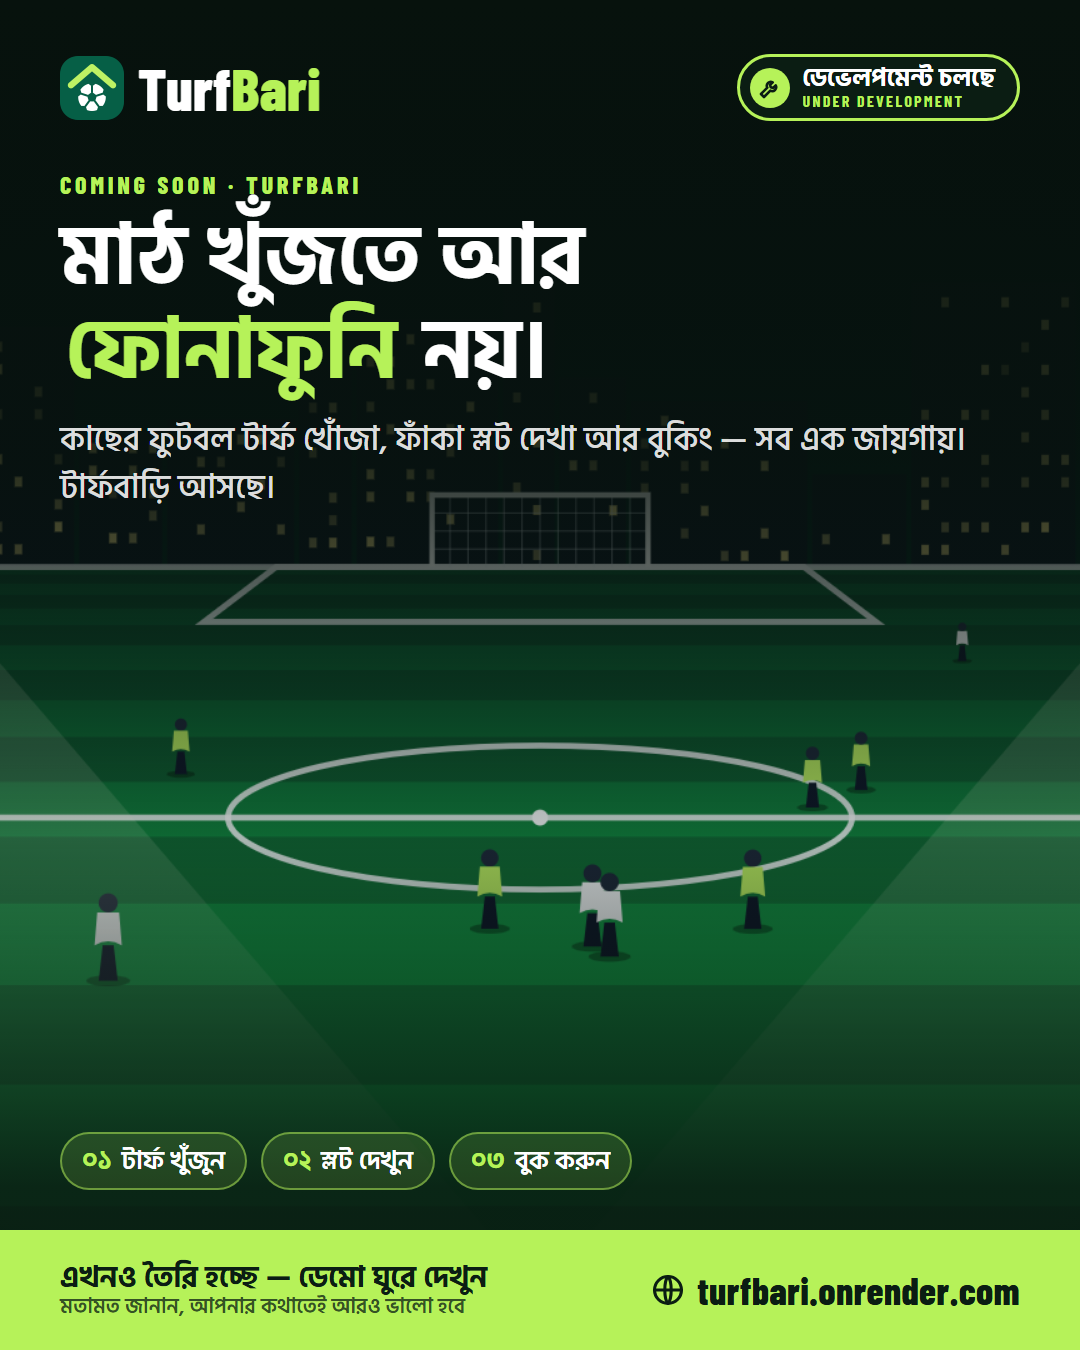 TurfBari
ডেভেলপমেন্ট চলছে
UNDER DEVELOPMENT
COMING SOON · TURFBARI
মাঠ খুঁজতে আর
ফোনাফুনি নয়।
কাছের ফুটবল টার্ফ খোঁজা, ফাঁকা স্লট দেখা আর বুকিং — সব এক জায়গায়।
টার্ফবাড়ি আসছে।
০১ টার্ফ খুঁজুন
০২ স্লট দেখুন
০৩ বুক করুন
এখনও তৈরি হচ্ছে — ডেমো ঘুরে দেখুন
মতামত জানান, আপনার কথাতেই আরও ভালো হবে
turfbari.onrender.com